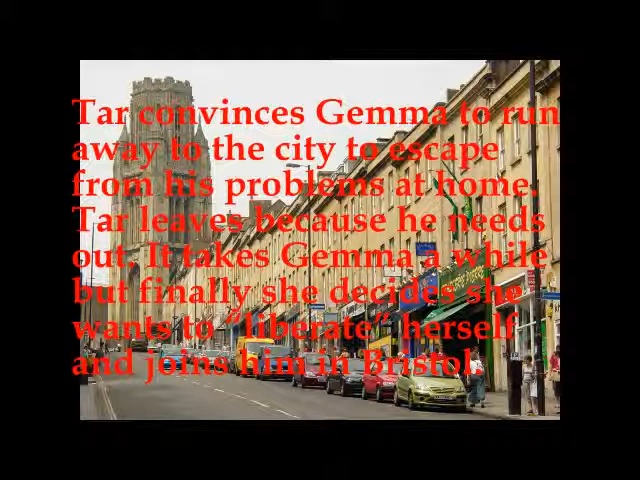 Tar convinces Gemma to run
away to the city to escape
from his problems at home.
Tar leaves because he needs
out. It takes Gemma a while
but finally she decides she
wants to “liberate” herself
and joins him in Bristol.